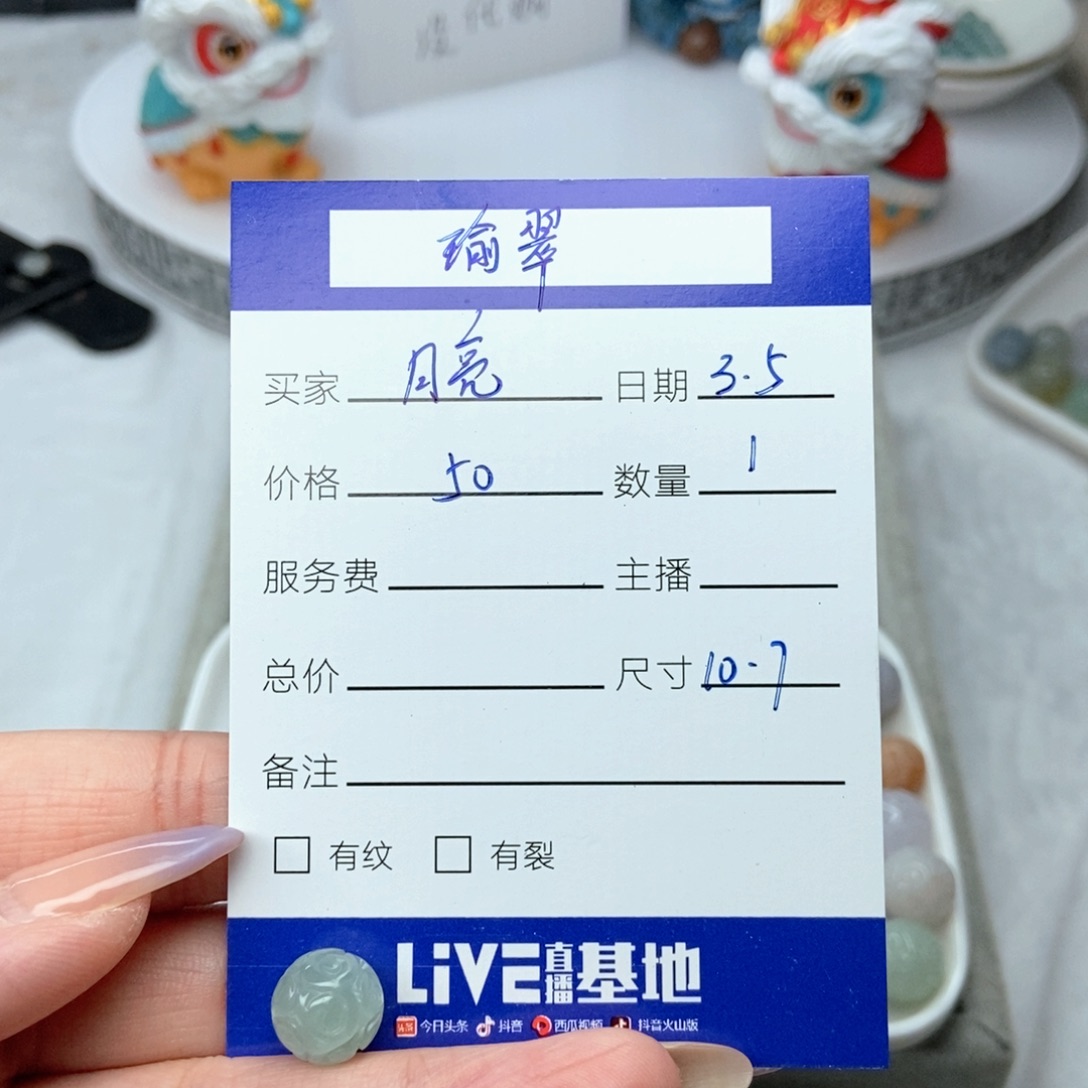 瑜翠
买家 月亮 日期 3.5
价格 50 数量 1
服务费 主播
总价 尺寸 10.7
备注
有纹 有裂
LiVE直播基地
今日头条 抖音 西瓜视频 抖音火山版